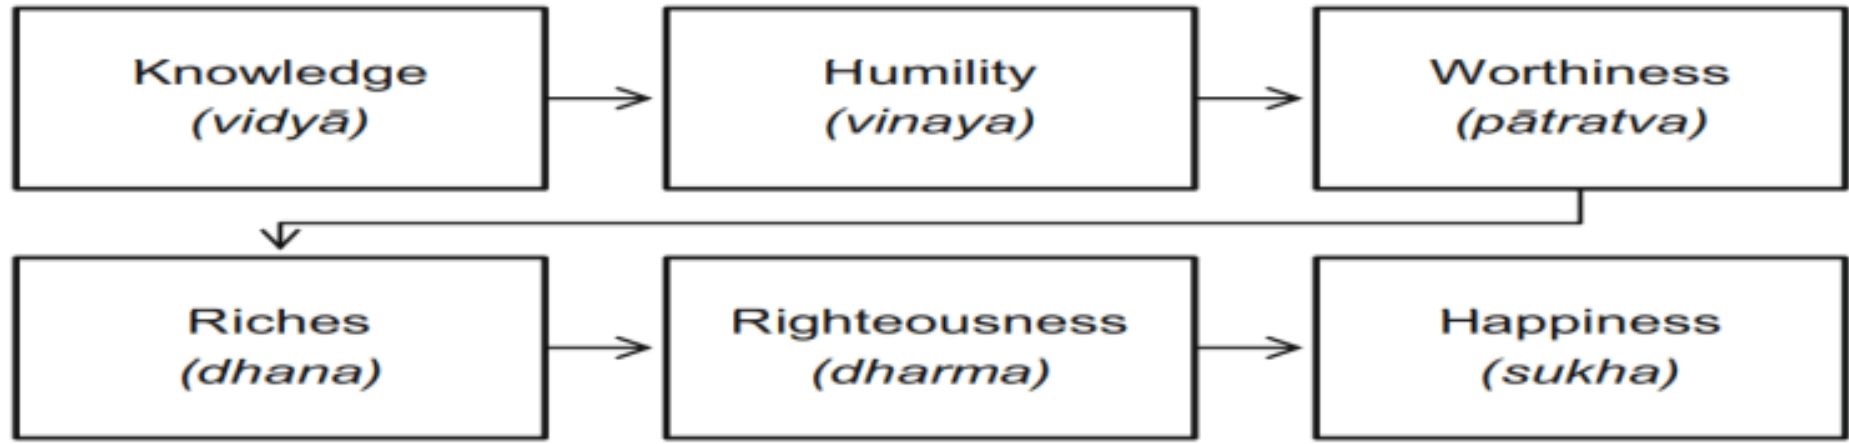 Knowledge
(vidyā)
Humility
(vinaya)
Worthiness
(pātratva)
Riches
(dhana)
Righteousness
(dharma)
Happiness
(sukha)